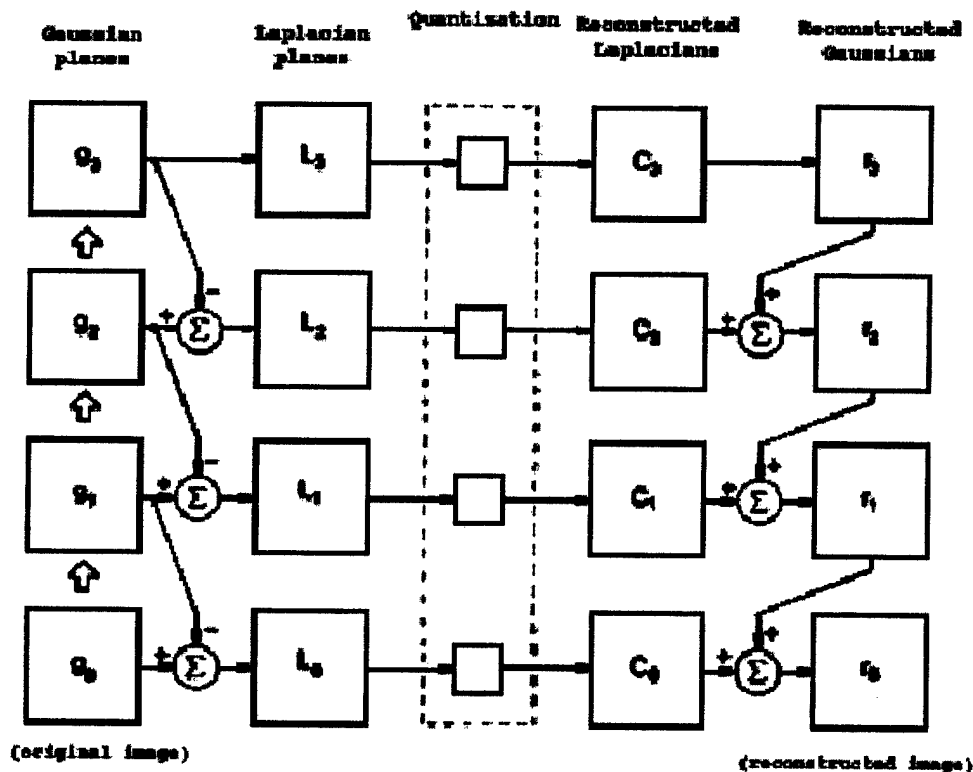 Gaussian planes
Laplacian planes
Quantisation
Reconstructed Laplacians
Reconstructed Gaussians
g3
L3
C3
r3
−
+
g2
+
Σ
L2
C2
+
Σ
r2
−
+
g1
+
Σ
L1
C1
+
Σ
r1
−
+
g0
+
Σ
L0
C0
+
Σ
r0
(original image)
(reconstructed image)